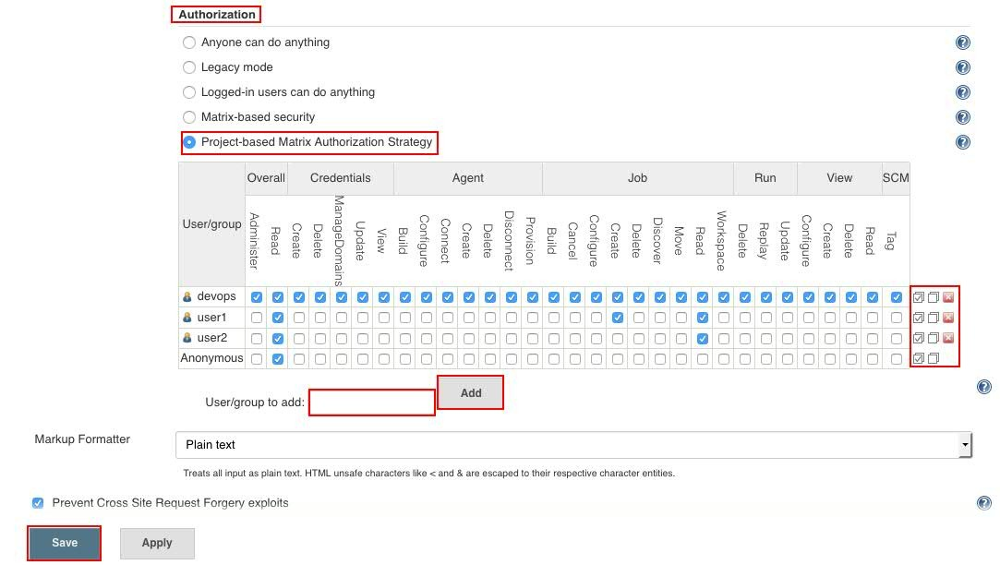 Authorization
Anyone can do anything
Legacy mode
Logged-in users can do anything
Matrix-based security
Project-based Matrix Authorization Strategy
User/group Overall Credentials Agent Job Run View SCM
Administer Read Create Delete ManageDomains Update View Build Configure Connect Create Delete Disconnect Provision Build Cancel Configure Create Delete Discover Move Read Workspace Delete Replay Update Configure Create Delete Read Tag
devops
user1
user2
Anonymous
User/group to add: Add
Markup Formatter Plain text
Treats all input as plain text. HTML unsafe characters like < and & are escaped to their respective character entities.
Prevent Cross Site Request Forgery exploits
Save Apply